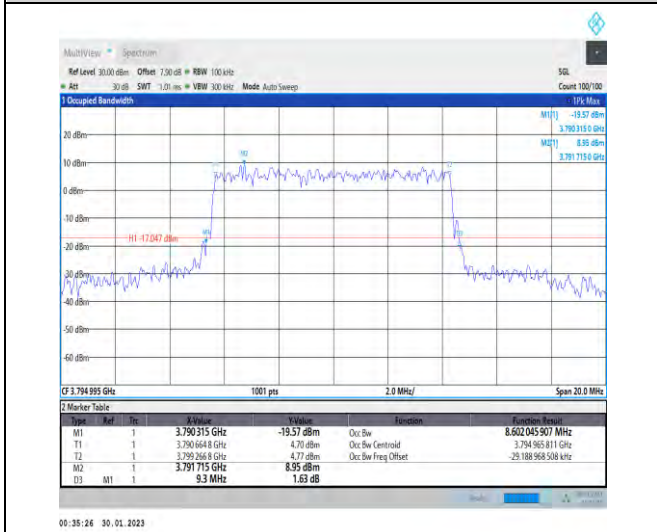 MultiView Spectrum
Ref Level 30.00 dBm Offset 7.50 dB RBW 100 kHz SGL
Att 30 dB SWT 1.01 ms VBW 300 kHz Mode Auto Sweep Count 100/100
1 Occupied Bandwidth 1Pk Max
M1[1] -19.57 dBm
3.790 315 0 GHz
M2[1] 8.95 dBm
3.791 715 0 GHz
20 dBm
10 dBm
0 dBm
-10 dBm
H1 -17.047 dBm
-20 dBm
-30 dBm
-40 dBm
-50 dBm
-60 dBm
M2
M1
CF 3.794 995 GHz 1001 pts 2.0 MHz/ Span 20.0 MHz
2 Marker Table
Type Ref Trc X-Value Y-Value Function Function Result
M1 1 3.790 315 GHz -19.57 dBm Occ Bw 8.602 045 907 MHz
T1 1 3.790 664 8 GHz 4.70 dBm Occ Bw Centroid 3.794 965 811 GHz
T2 1 3.799 266 8 GHz 4.77 dBm Occ Bw Freq Offset -29.188 968 508 kHz
M2 1 3.791 715 GHz 8.95 dBm
D3 M1 1 9.3 MHz 1.63 dB
00:35:26 30.01.2023